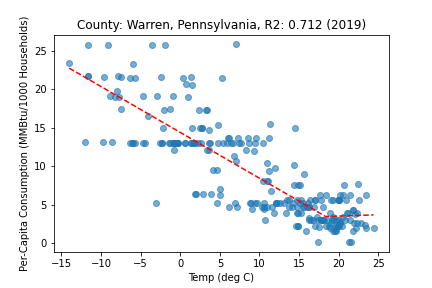 County: Warren, Pennsylvania, R2: 0.712 (2019)
Per-Capita Consumption (MMBtu/1000 Households)
25
20
15
10
5
0
−15 −10 −5 0 5 10 15 20 25
Temp (deg C)